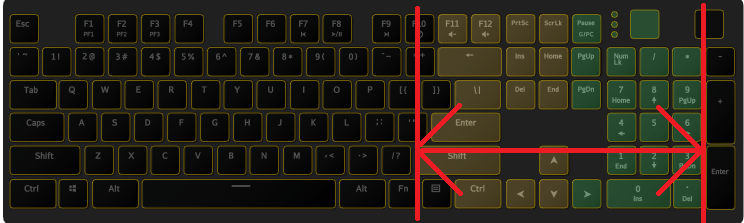 Esc F1 F2 F3 F4 F5 F6 F7 F8 F9 F10 F11 F12 PrtSc ScrLk Pause
PF1 PF2 PF3 G/PC
` ~ 1! 2@ 3# 4$ 5% 6^ 7& 8* 9( 0) - + ← Ins Home PgUp Num Lk / * -
Tab Q W E R T Y U I O P [{ ]} \| Del End PgDn 7 8 9 +
Home PgUp
Caps A S D F G H J K L ;: '" Enter 4 5 6
Shift Z X C V B N M ,< .> /? Shift 1 2 3 Enter
End
Ctrl Alt Alt Fn Ctrl 0 .
Ins Del